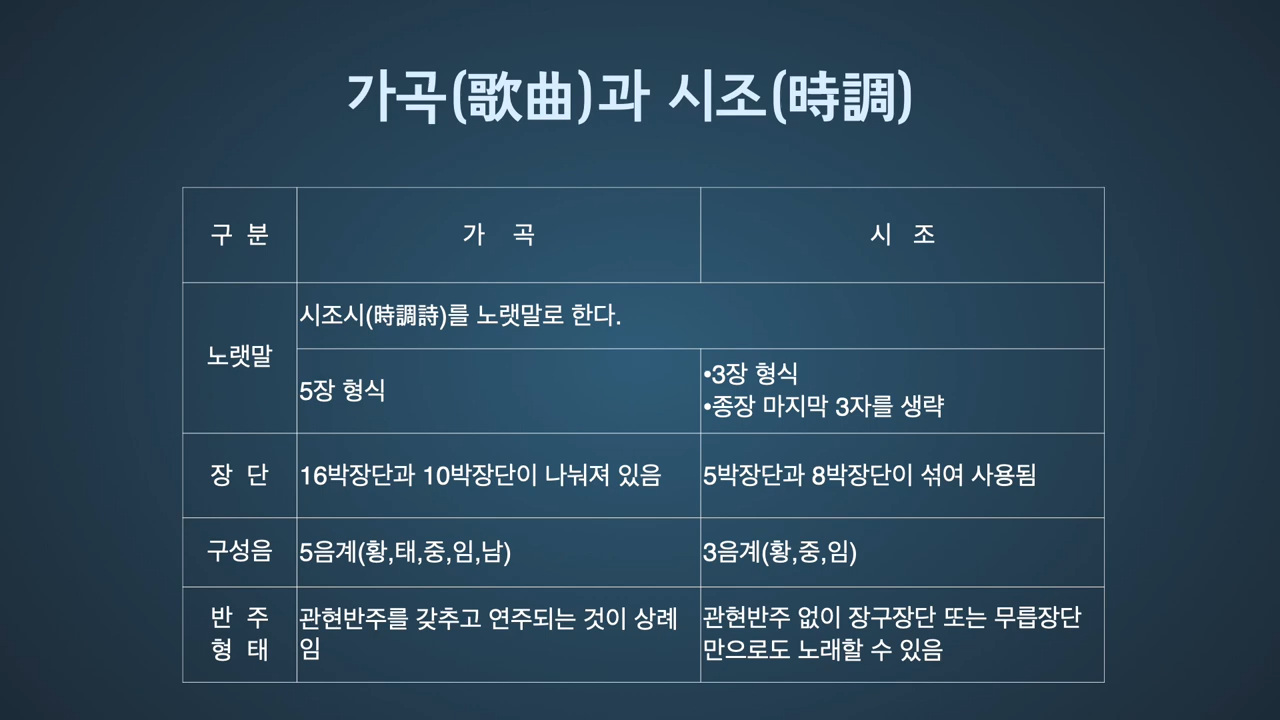 가곡(歌曲)과 시조(時調)
구 분
가 곡
시 조
노랫말
시조시(時調詩)를 노랫말로 한다.
5장 형식
•3장 형식
•종장 마지막 3자를 생략
장 단
16박장단과 10박장단이 나눠져 있음
5박장단과 8박장단이 섞여 사용됨
구성음
5음계(황,태,중,임,남)
3음계(황,중,임)
반 주
형 태
관현반주를 갖추고 연주되는 것이 상례
임
관현반주 없이 장구장단 또는 무릅장단
만으로도 노래할 수 있음